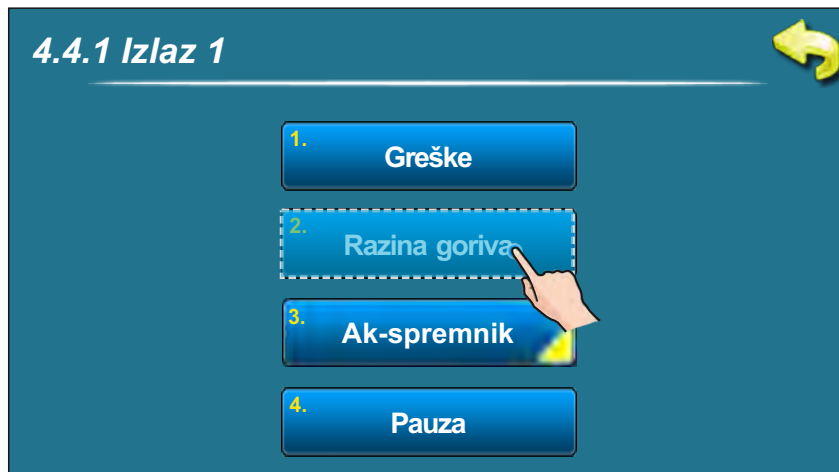 4.4.1 Izlaz 1
1.
Greške
2.
Razina goriva
3.
Ak-spremnik
4.
Pauza